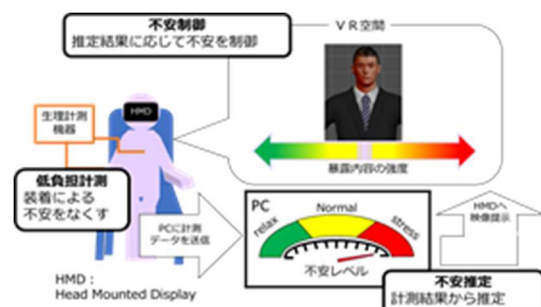 不安制御
推定結果に応じて不安を制御
VR空間
HMD
生理計測
機器
暴露内容の強度
低負担計測
装着による
不安をなくす
PCに計測
データを送信
PC
relax
Normal
stress
不安レベル
HMDへ
映像提示
HMD:
Head Mounted Display
不安推定
計測結果から推定